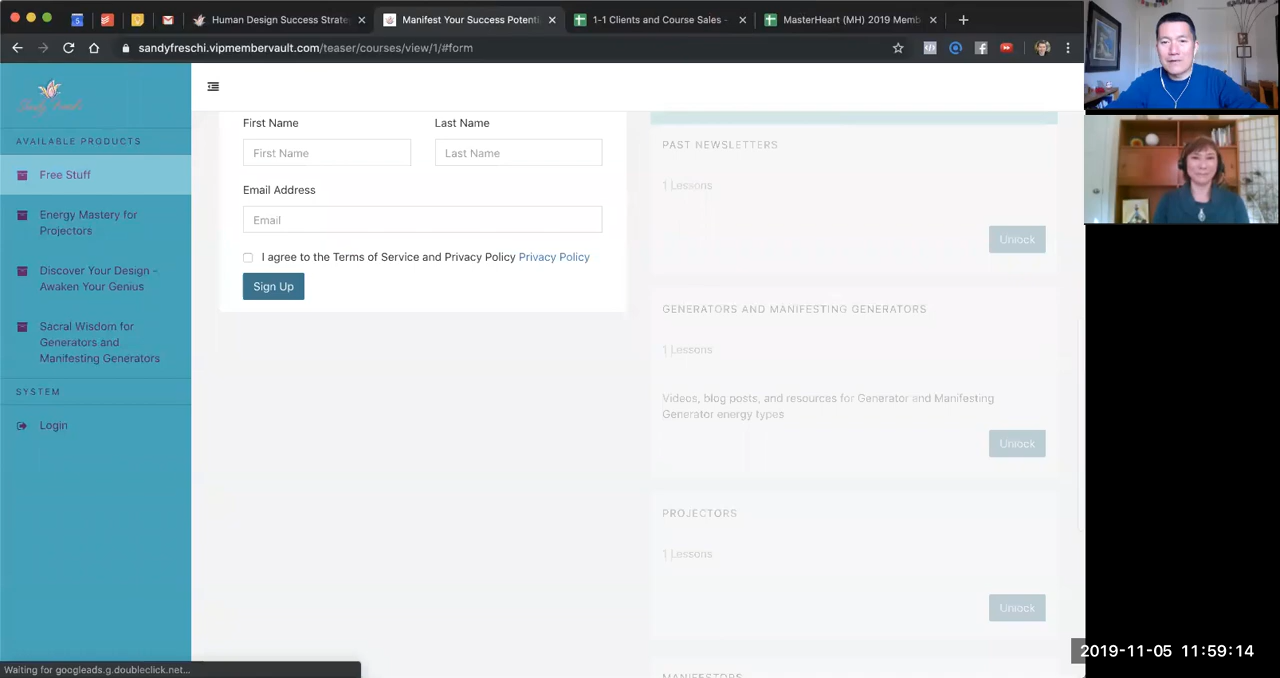 Human Design Success Strate
Manifest Your Success Potenti
1-1 Clients and Course Sales -
MasterHeart (MH) 2019 Memb
sandyfreschi.vipmembervault.com/teaser/courses/view/1/#form
AVAILABLE PRODUCTS
Free Stuff
Energy Mastery for
Projectors
Discover Your Design -
Awaken Your Genius
Sacral Wisdom for
Generators and
Manifesting Generators
SYSTEM
Login
First Name
Last Name
First Name
Last Name
Email Address
Email
I agree to the Terms of Service and Privacy Policy Privacy Policy
Sign Up
PAST NEWSLETTERS
1 Lessons
Unlock
GENERATORS AND MANIFESTING GENERATORS
1 Lessons
Videos, blog posts, and resources for Generator and Manifesting
Generator energy types
Unlock
PROJECTORS
1 Lessons
Unlock
MANIFESTORS
Waiting for googleads.g.doubleclick.net...
2019-11-05 11:59:14